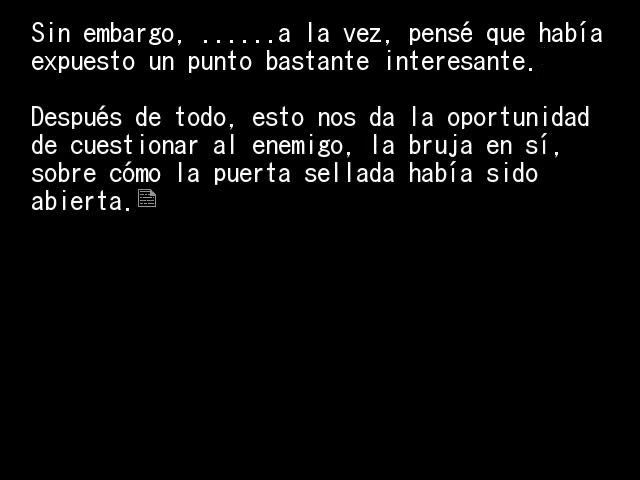 Sin embargo, ......a la vez, pensé que había
expuesto un punto bastante interesante.
Después de todo, esto nos da la oportunidad
de cuestionar al enemigo, la bruja en sí,
sobre cómo la puerta sellada había sido
abierta.